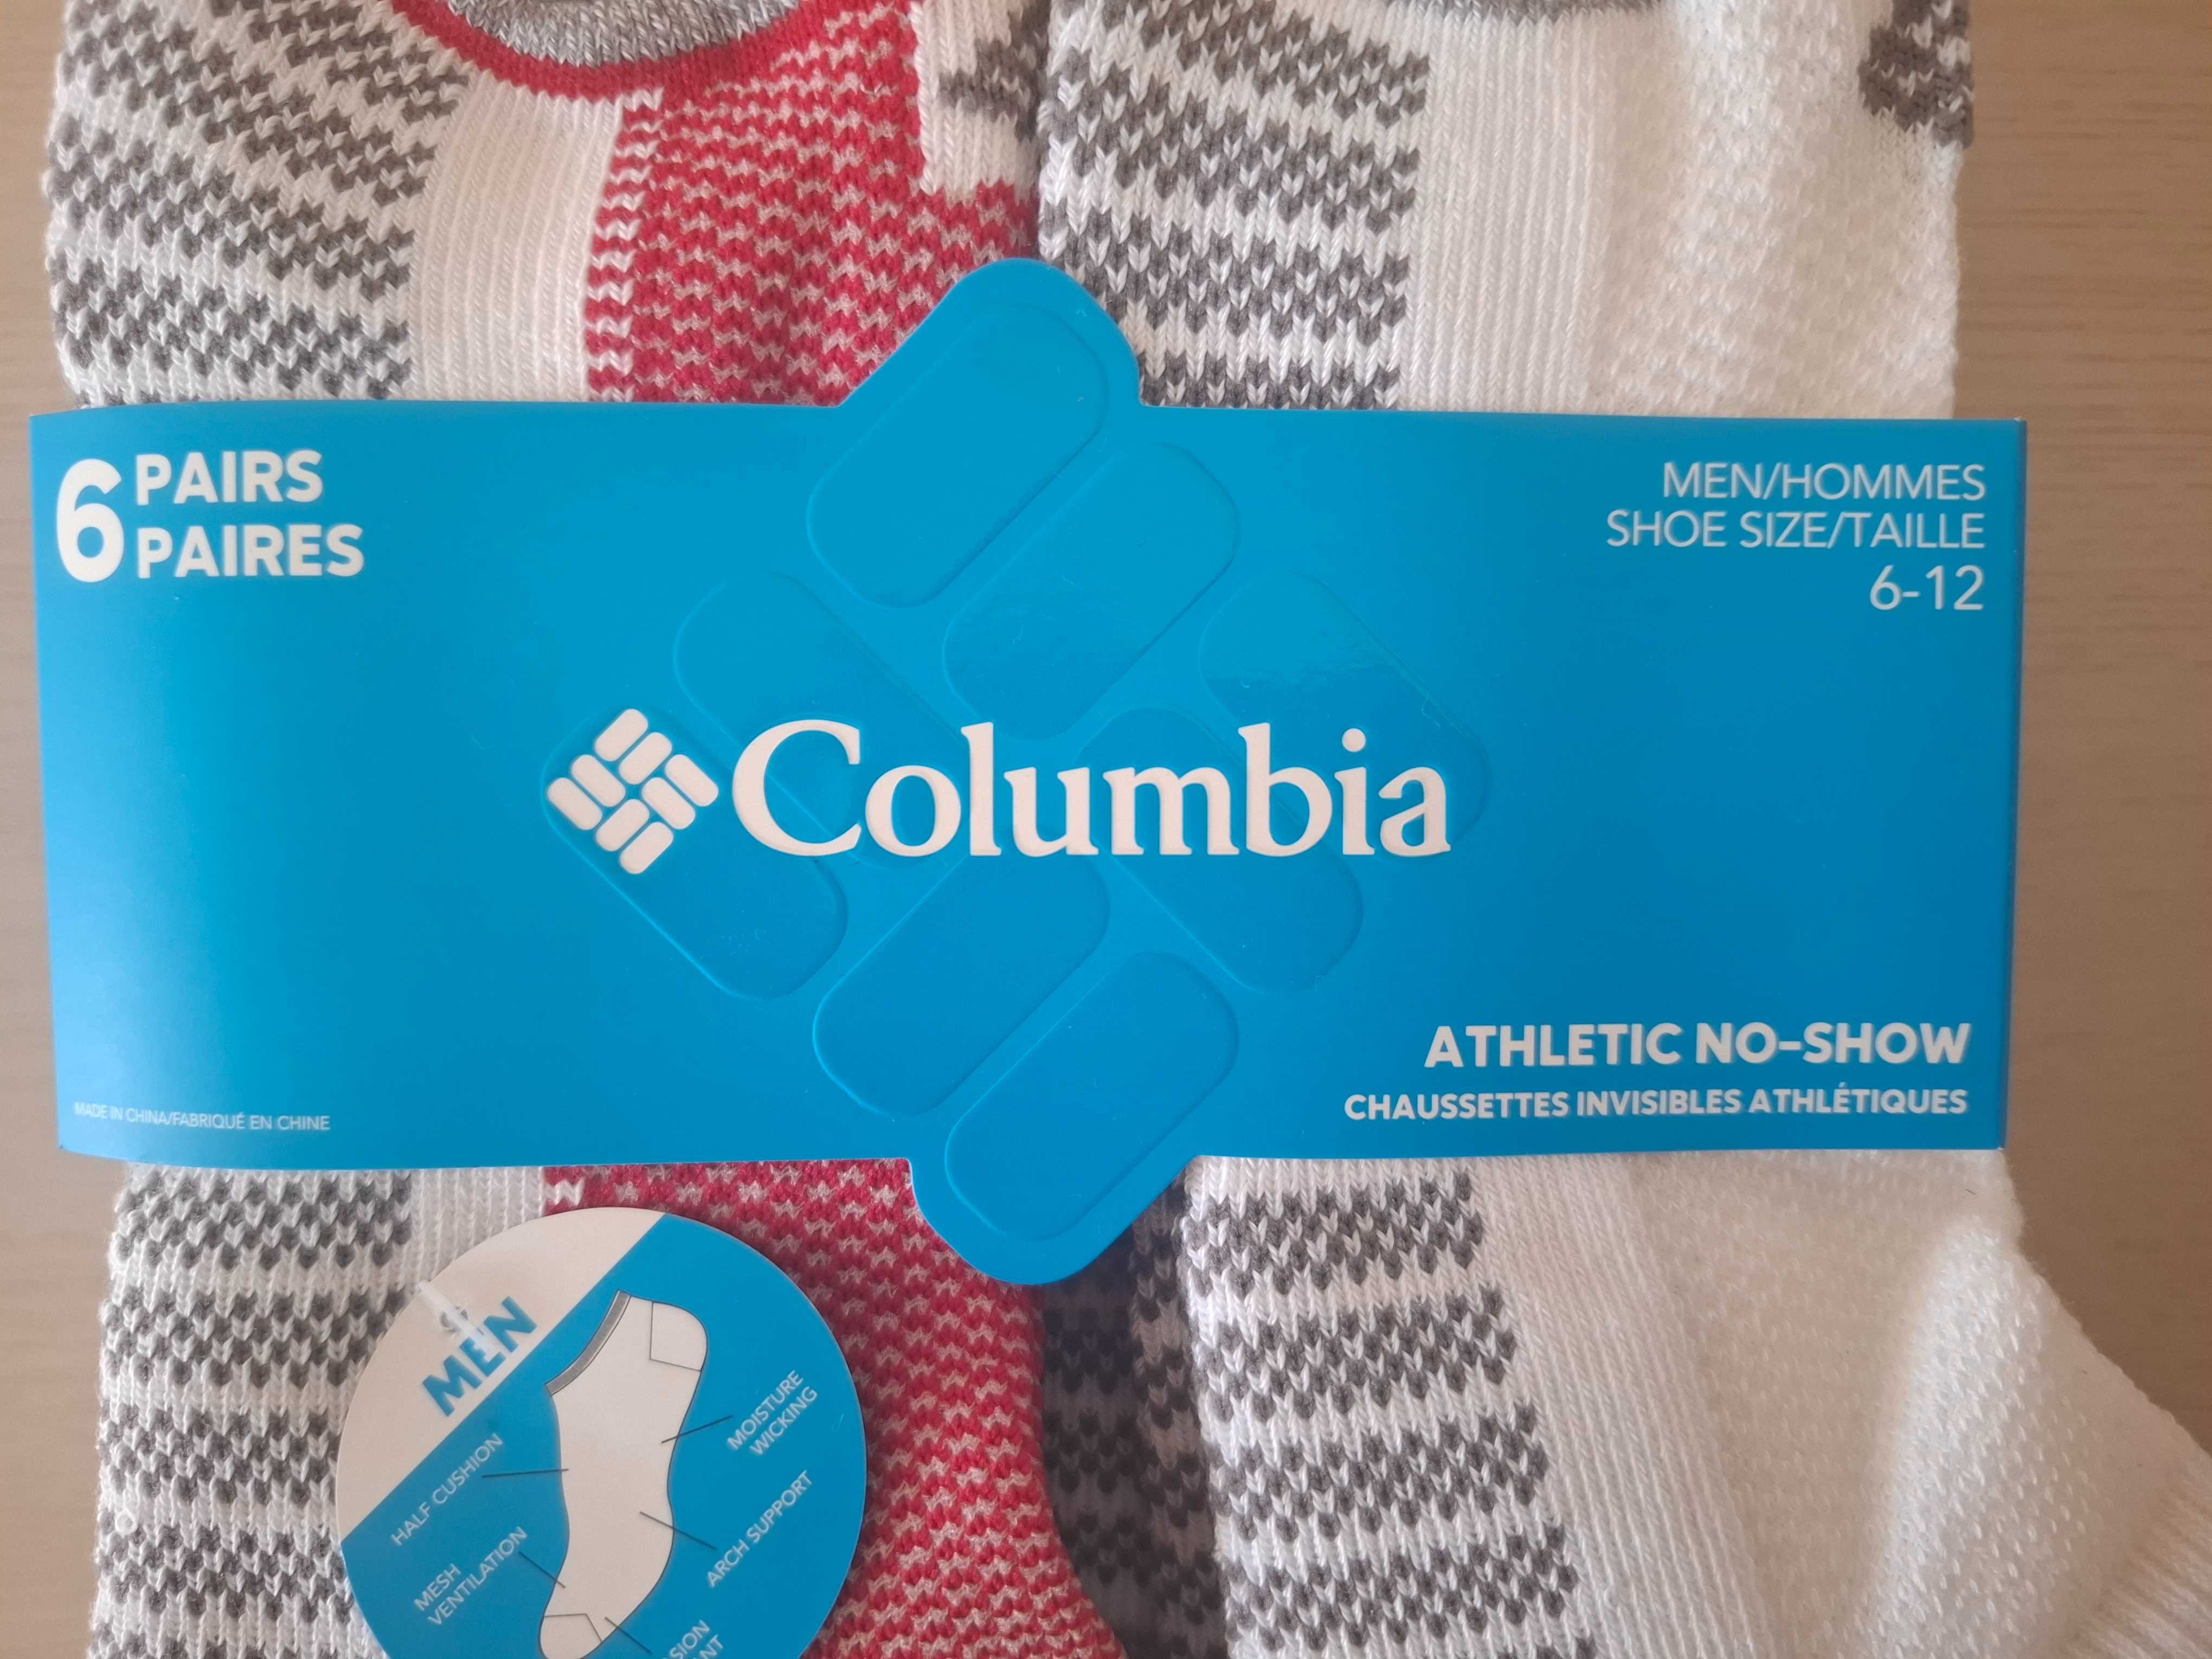 6 PAIRS
PAIRES
MEN/HOMMES
SHOE SIZE/TAILLE
6-12
Columbia
ATHLETIC NO-SHOW
CHAUSSETTES INVISIBLES ATHLÉTIQUES
MADE IN CHINA/FABRIQUÉ EN CHINE
MEN
MOISTURE
WICKING
HALF CUSHION
ARCH SUPPORT
MESH
VENTILATION